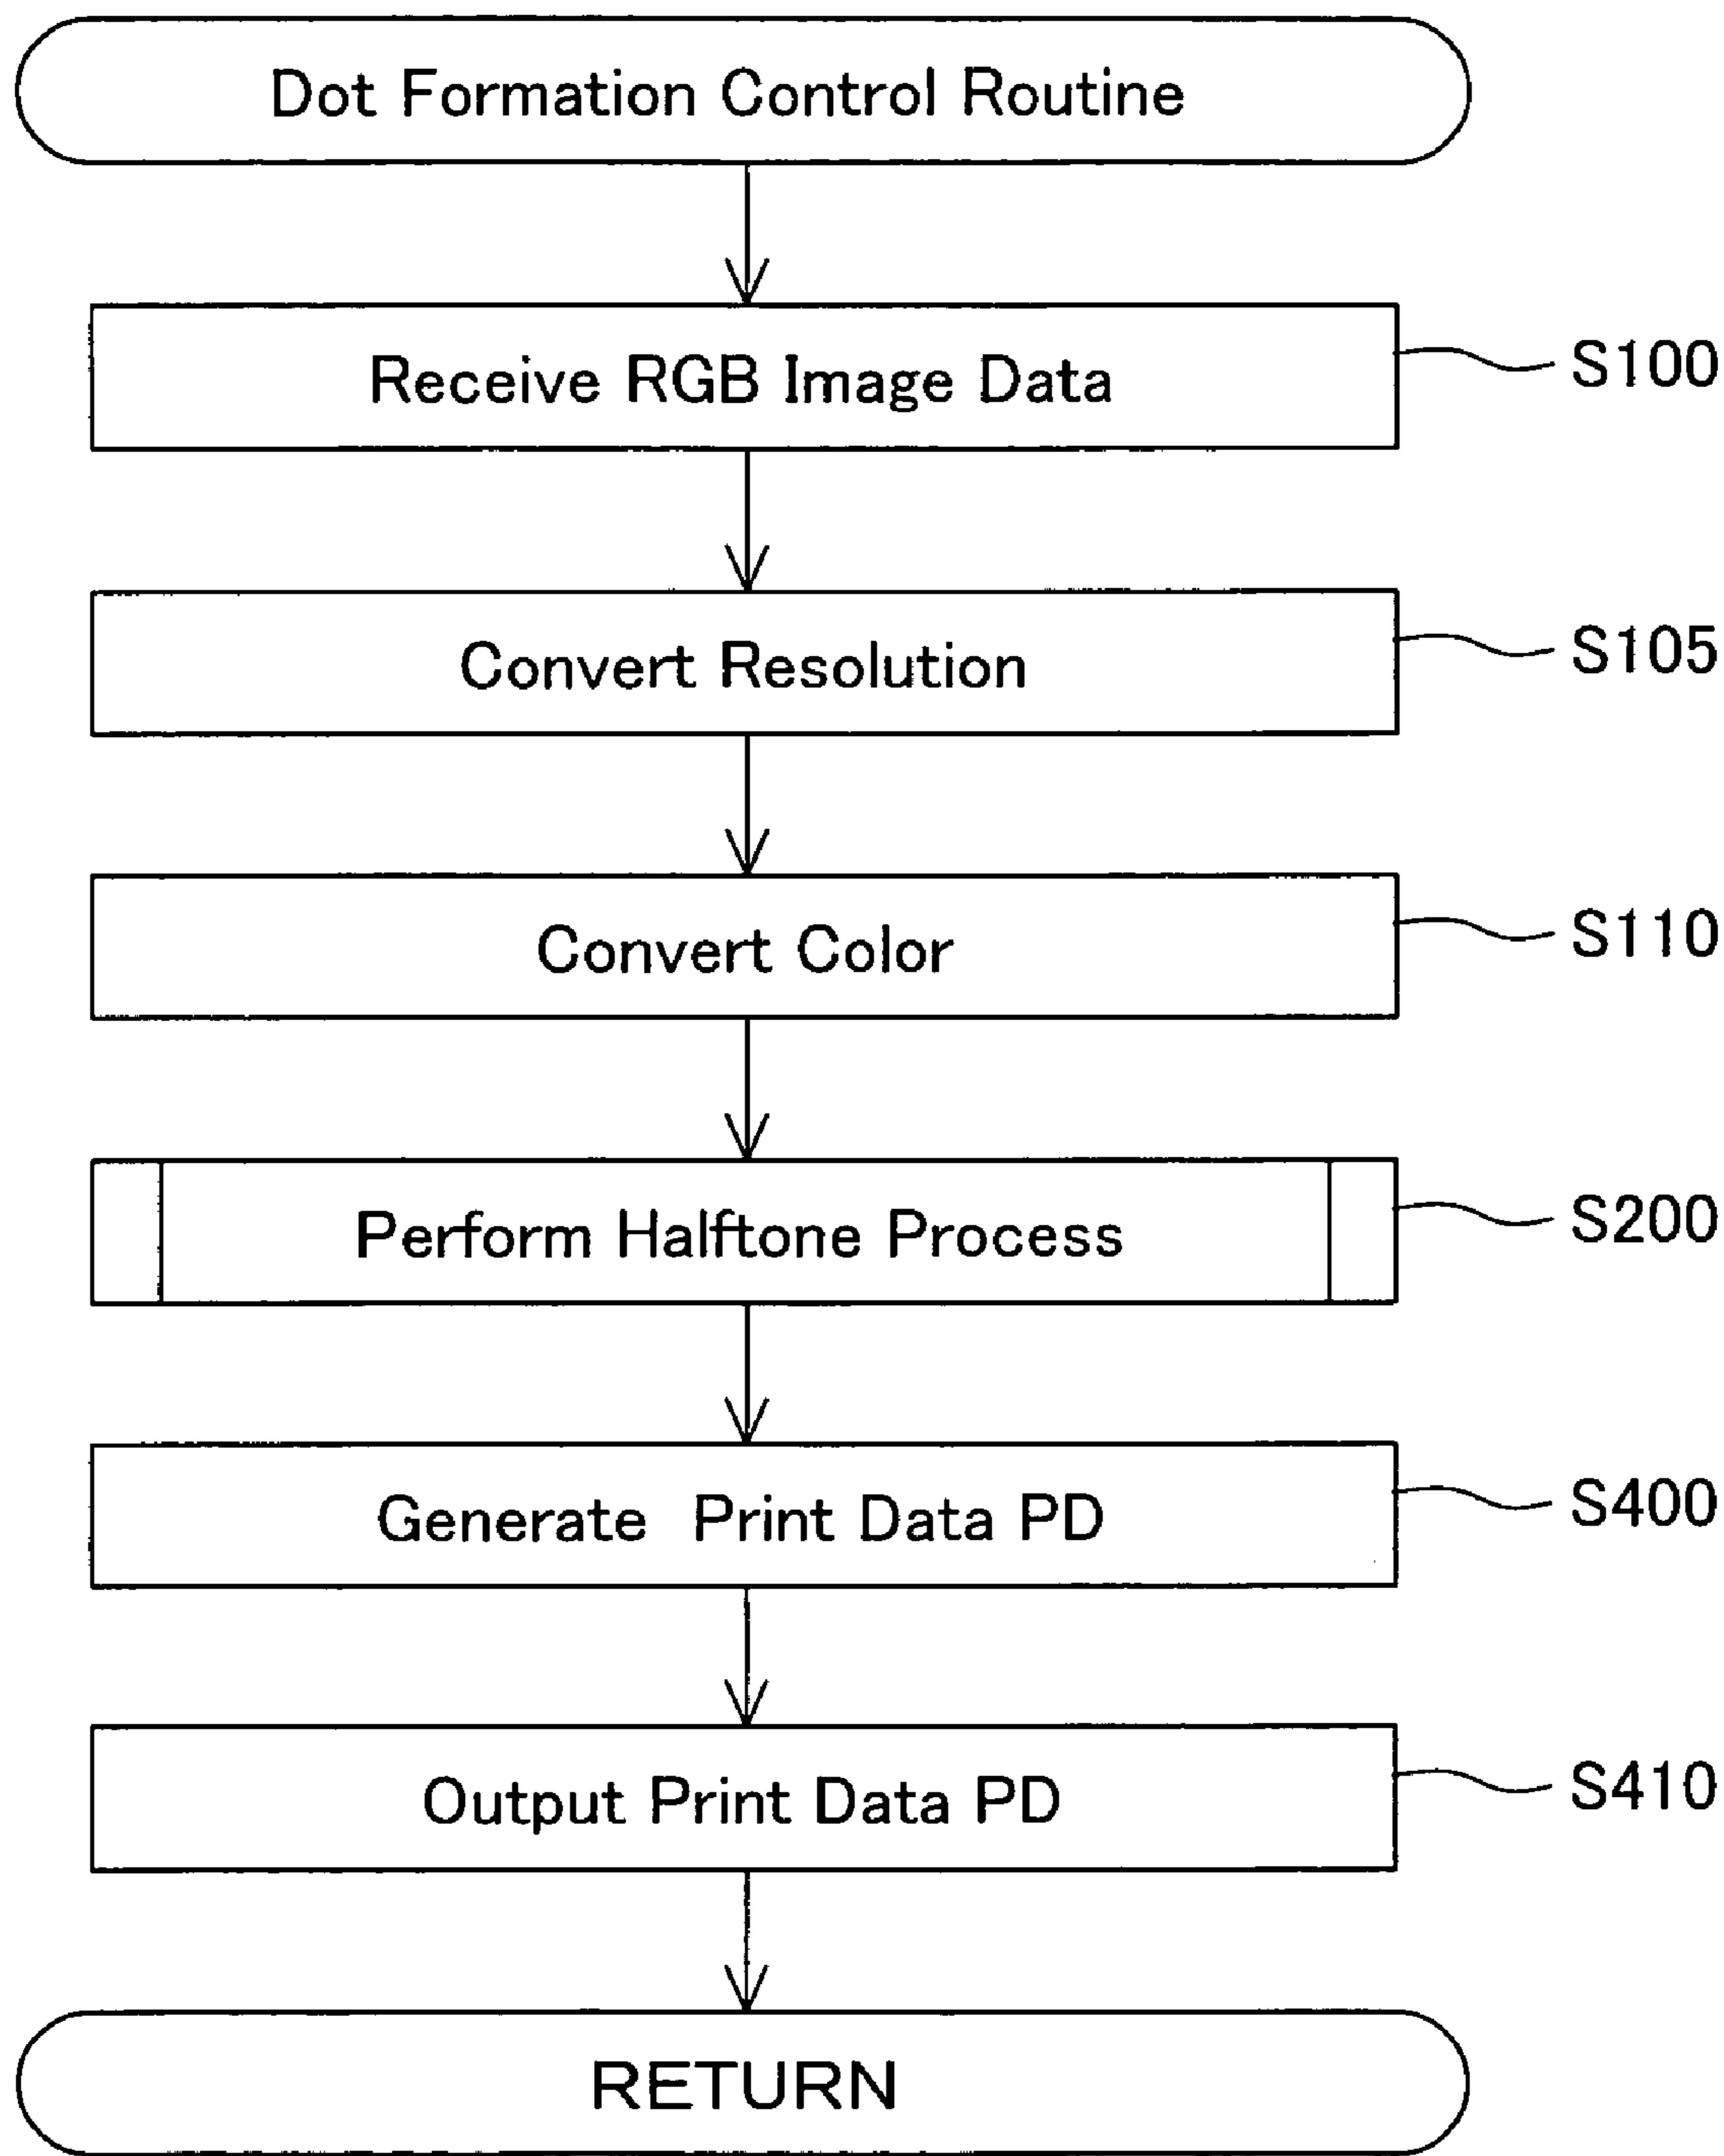 Dot Formation Control Routine
Receive RGB Image Data
S100
Convert Resolution
S105
Convert Color
S110
Perform Halftone Process
S200
Generate Print Data PD
S400
Output Print Data PD
S410
RETURN